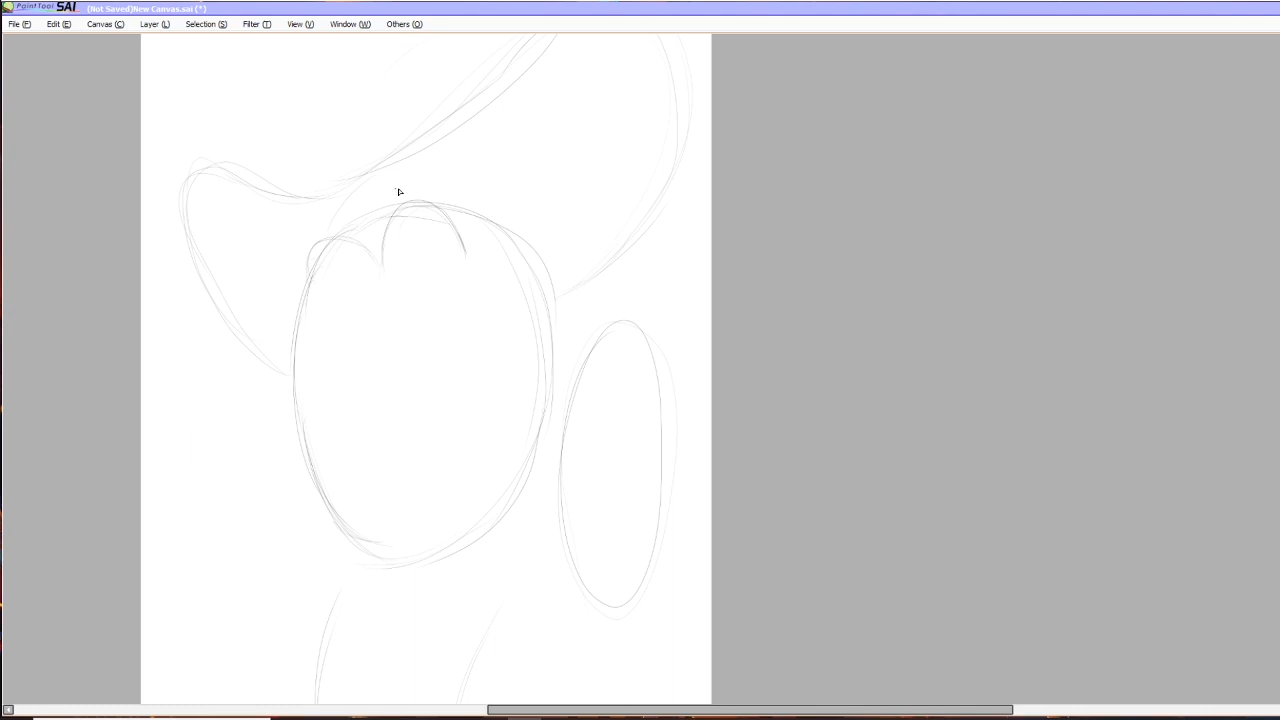 PaintTool SAI (Not Saved)New Canvas.sai (*)
File (F) Edit (E) Canvas (C) Layer (L) Selection (S) Filter (T) View (V) Window (W) Others (O)